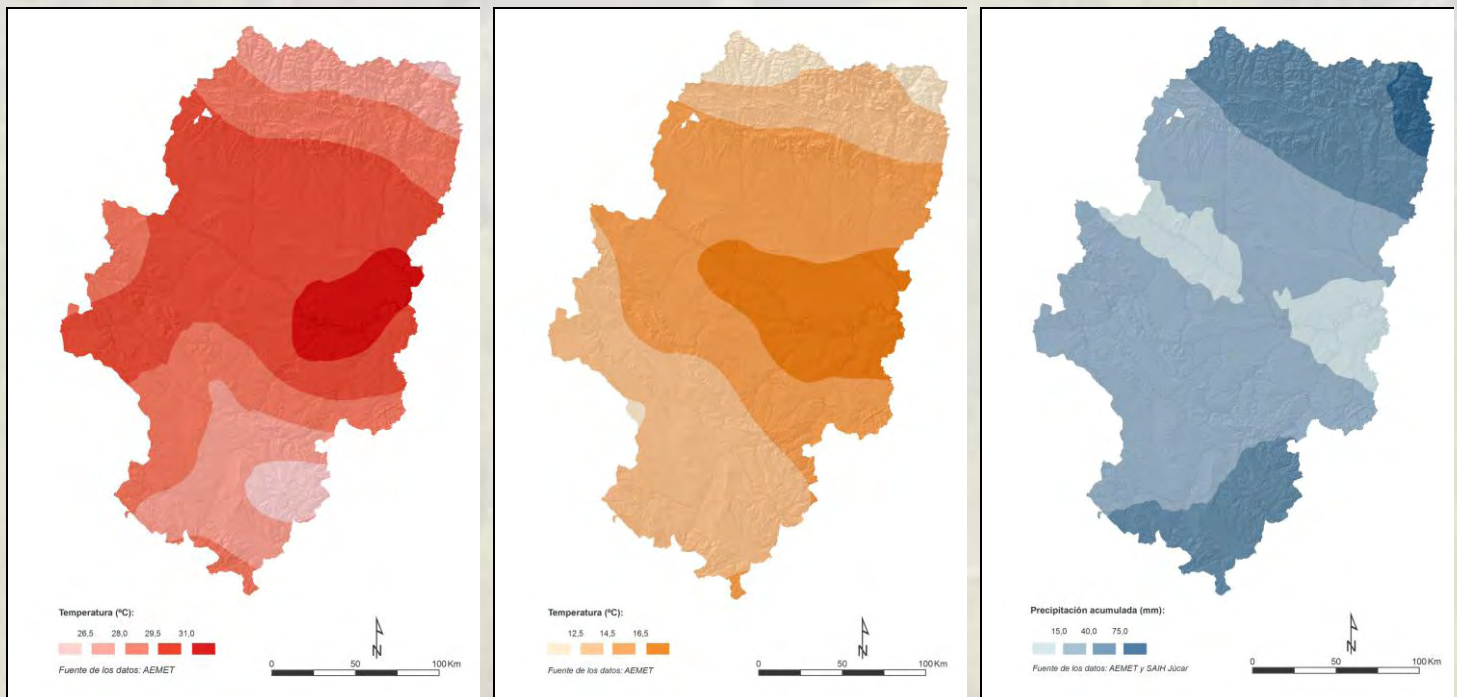 Temperatura (ºC):
26,5 28,0 29,5 31,0
Fuente de los datos: AEMET
N
0 50 100 Km
Temperatura (ºC):
12,5 14,5 16,5
Fuente de los datos: AEMET
N
0 50 100 Km
Precipitación acumulada (mm):
15,0 40,0 75,0
Fuente de los datos: AEMET y SAIH Júcar
N
0 50 100 Km